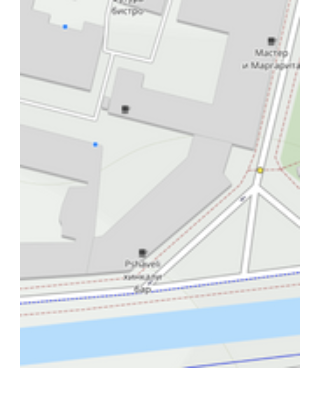 бистро
Мастер
и Маргарита
Pshaveli
хинкали
бар